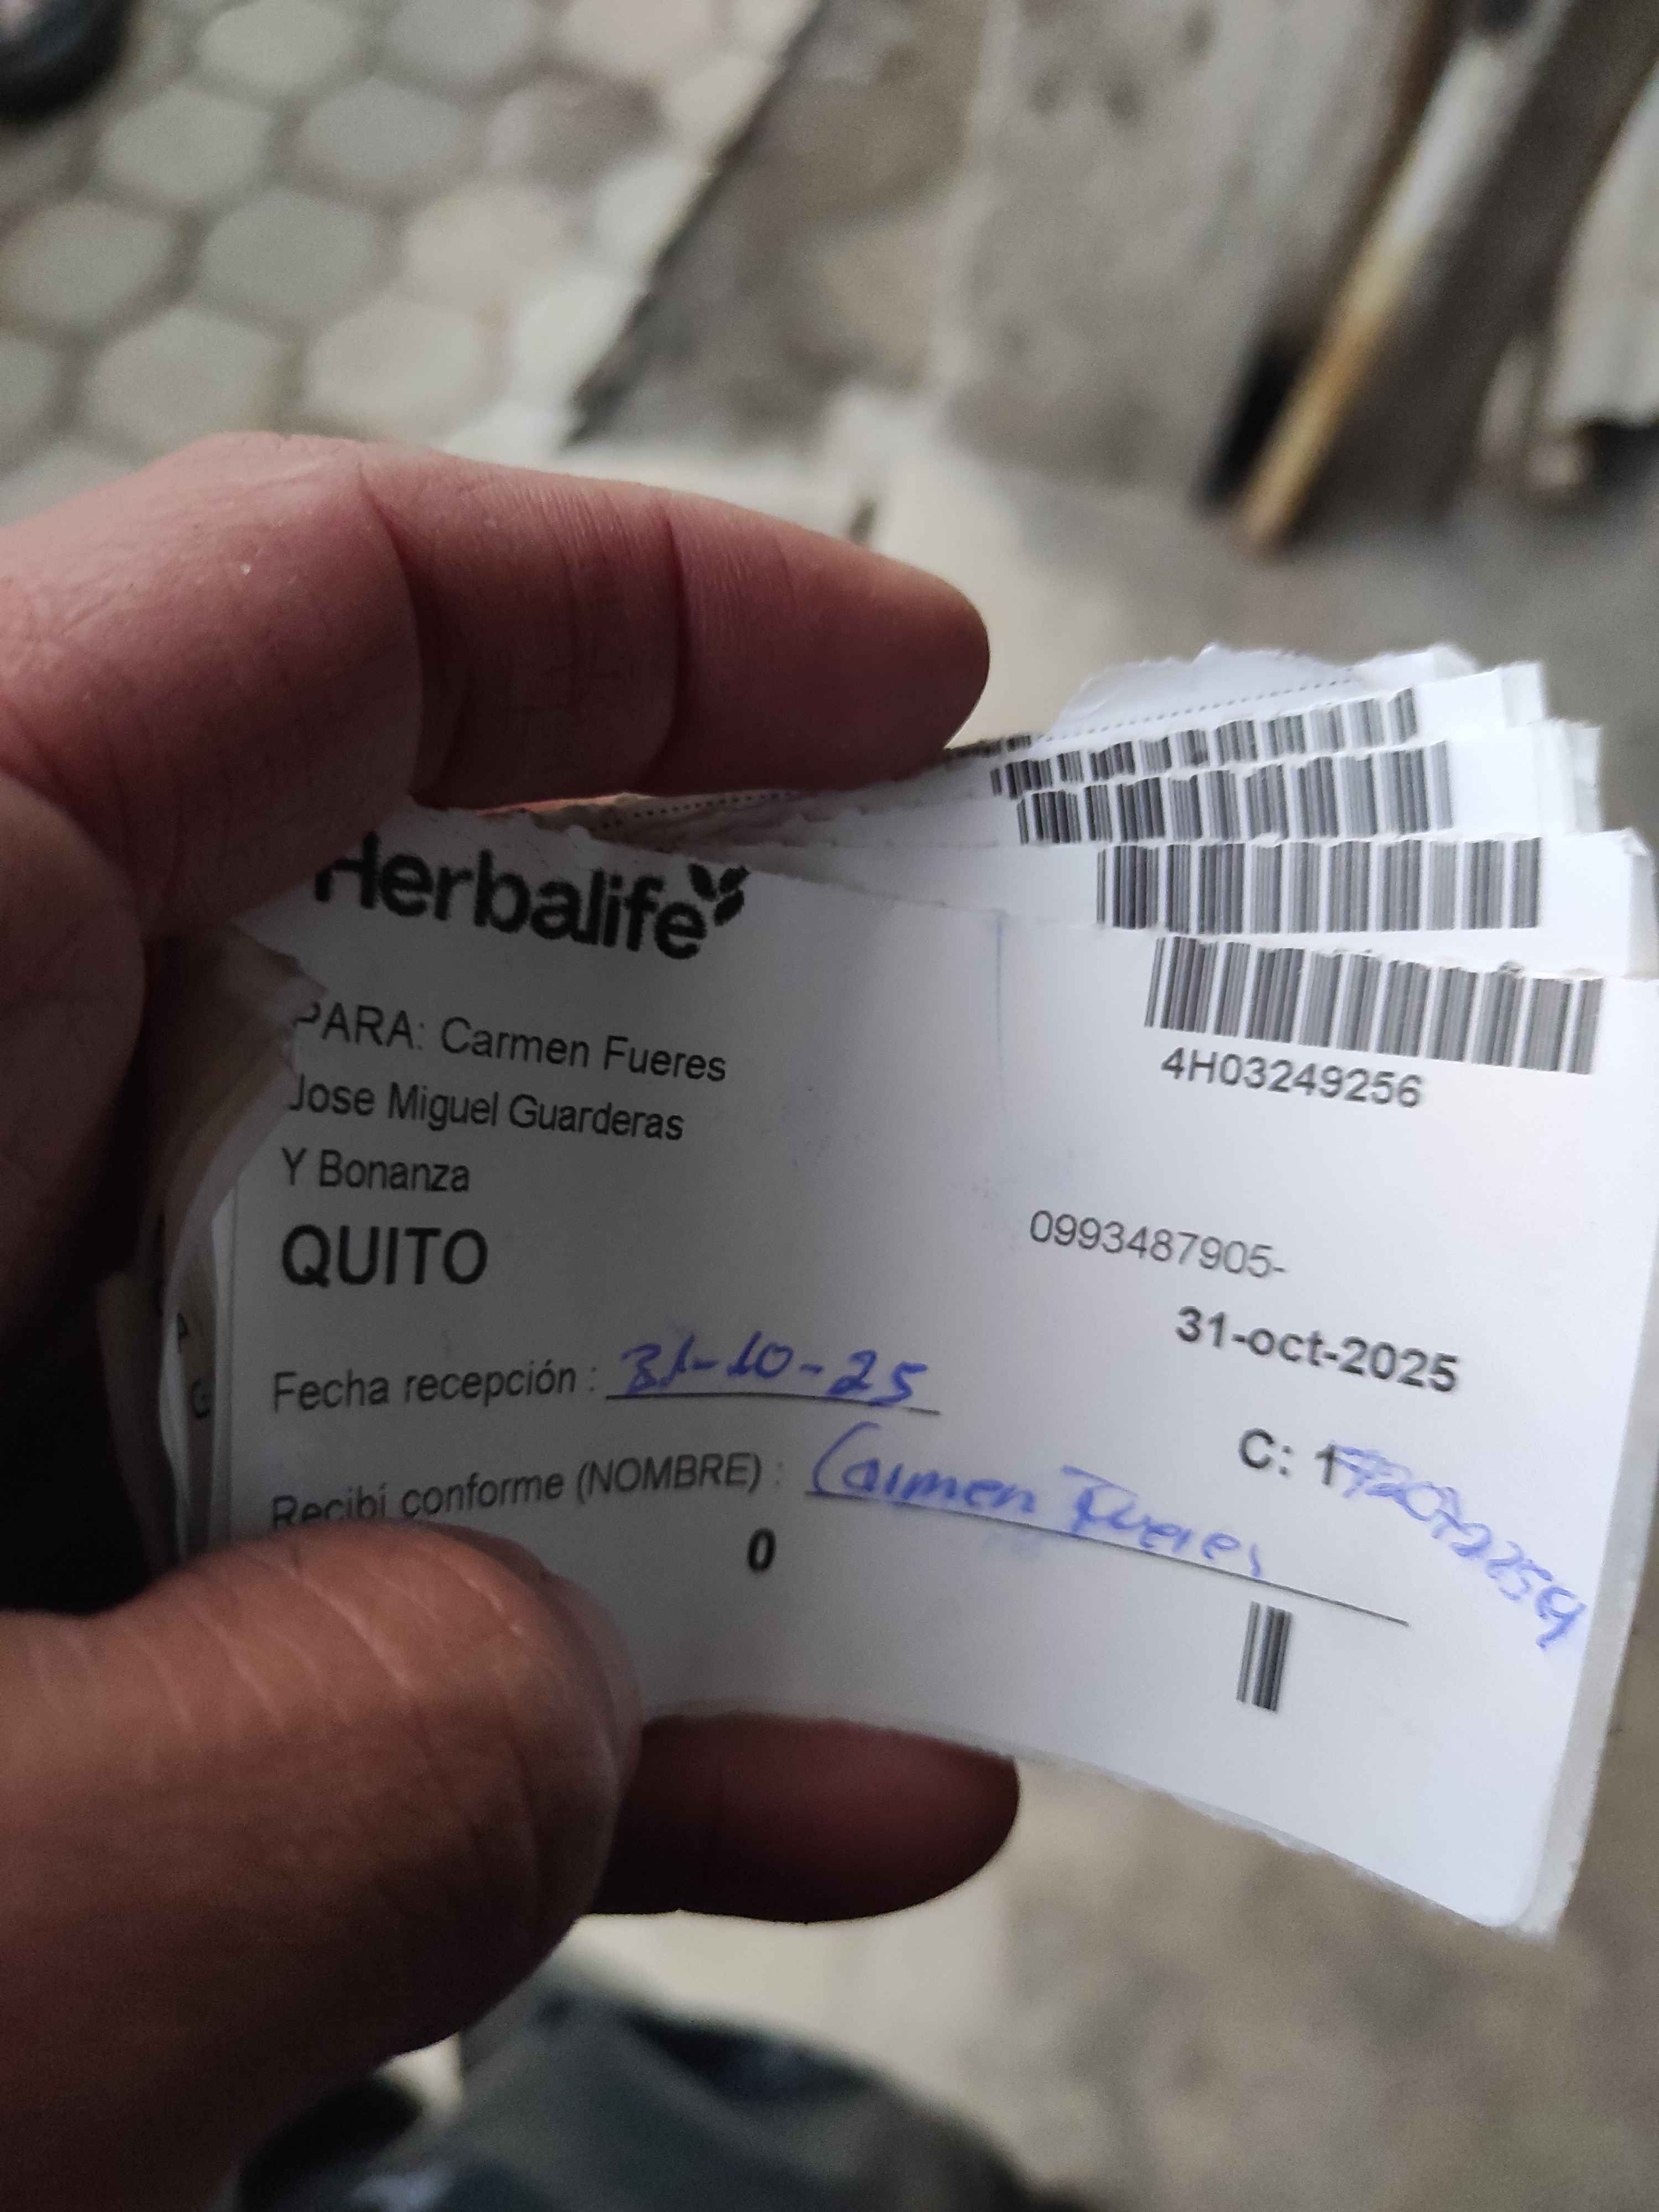 Herbalife
4H03249256
PARA: Carmen Fueres
Jose Miguel Guarderas
Y Bonanza
QUITO
0993487905-
31-oct-2025
Fecha recepción : 31-10-25
C: 1
Recibi conforme (NOMBRE) : Carmen Fueres
0